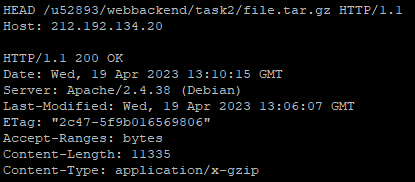 HEAD /u52893/webbackend/task2/file.tar.gz HTTP/1.1
Host: 212.192.134.20

HTTP/1.1 200 OK
Date: Wed, 19 Apr 2023 13:10:15 GMT
Server: Apache/2.4.38 (Debian)
Last-Modified: Wed, 19 Apr 2023 13:06:07 GMT
ETag: "2c47-5f9b016569806"
Accept-Ranges: bytes
Content-Length: 11335
Content-Type: application/x-gzip